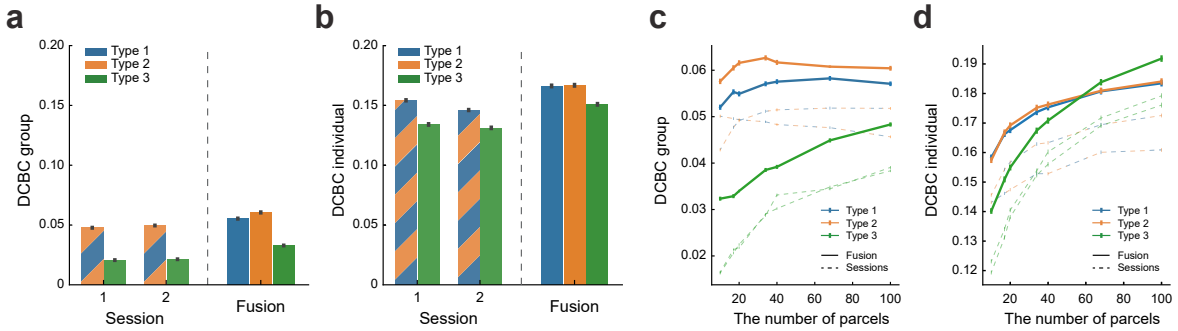 a
0.20
0.15
0.10
0.05
0
DCBC group
Type 1
Type 2
Type 3
1
2
Fusion
Session
b
0.20
0.15
0.10
0.05
0
DCBC individual
Type 1
Type 2
Type 3
1
2
Fusion
Session
c
0.06
0.05
0.04
0.03
0.02
DCBC group
Type 1
Type 2
Type 3
Fusion
Sessions
20
40
60
80
100
The number of parcels
d
0.19
0.18
0.17
0.16
0.15
0.14
0.13
0.12
DCBC individual
Type 1
Type 2
Type 3
Fusion
Sessions
20
40
60
80
100
The number of parcels